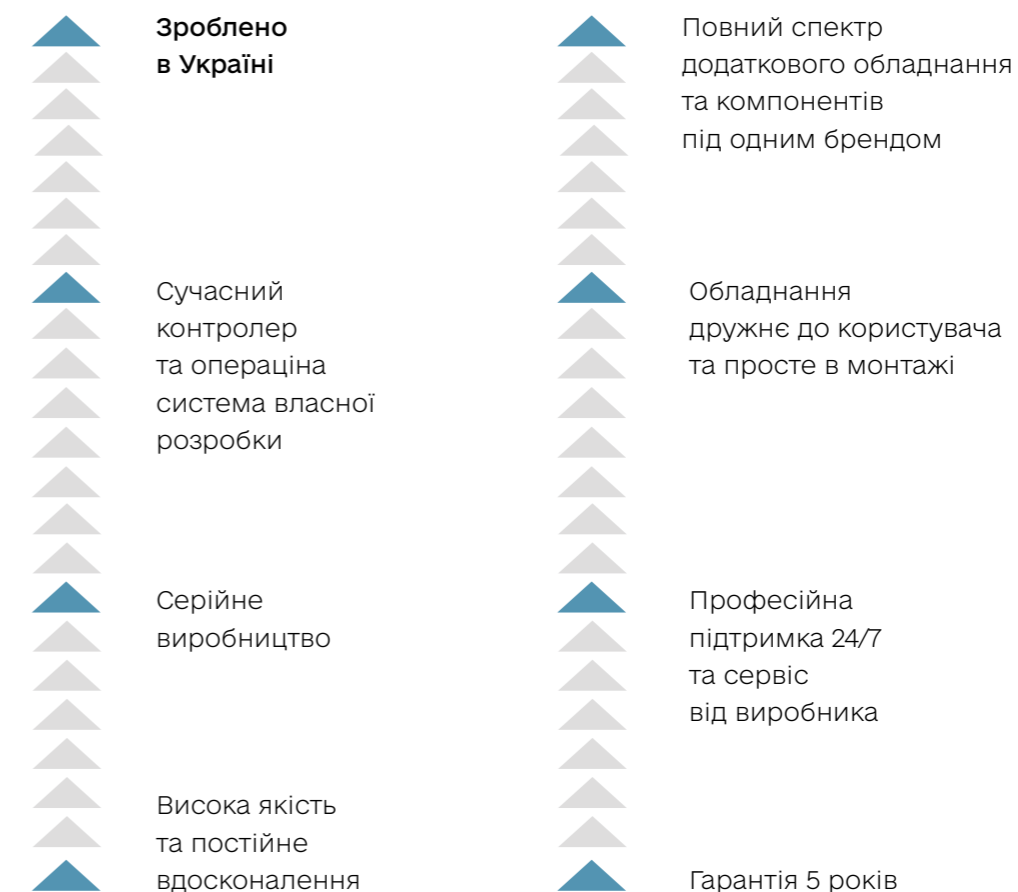 Зроблено
в Україні
Сучасний
контролер
та операціна
система власної
розробки
Серійне
виробництво
Висока якість
та постійне
вдосконалення
Повний спектр
додаткового обладнання
та компонентів
під одним брендом
Обладнання
дружнє до користувача
та просте в монтажі
Професійна
підтримка 24/7
та сервіс
від виробника
Гарантія 5 років